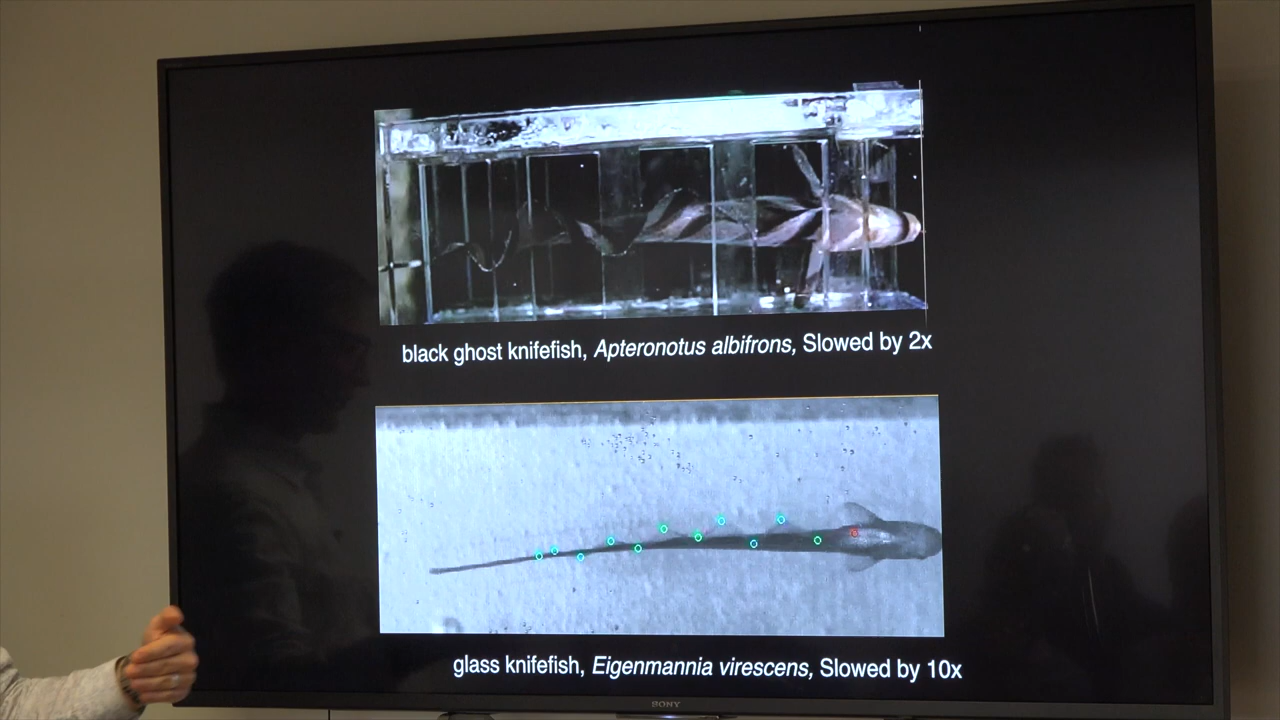 black ghost knifefish, Apteronotus albifrons, Slowed by 2x
glass knifefish, Eigenmannia virescens, Slowed by 10x
SONY